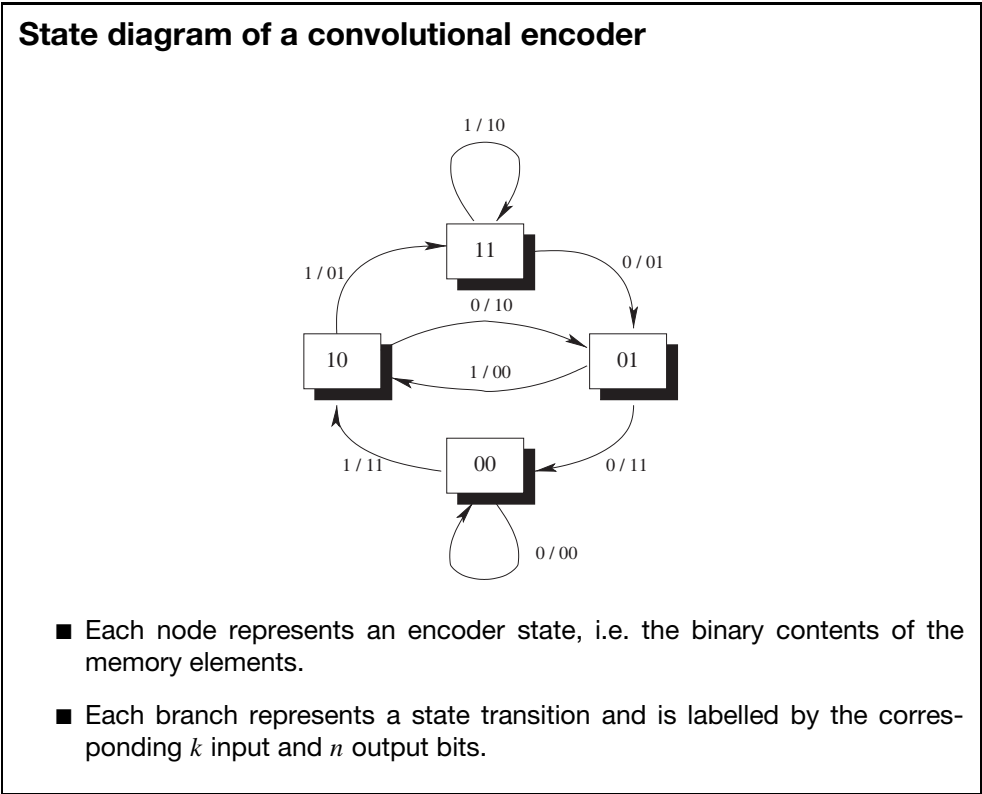 State diagram of a convolutional encoder
1 / 10
11
1 / 01
0 / 01
0 / 10
10
01
1 / 00
1 / 11
00
0 / 11
0 / 00
■ Each node represents an encoder state, i.e. the binary contents of the
memory elements.
■ Each branch represents a state transition and is labelled by the corres-
ponding k input and n output bits.